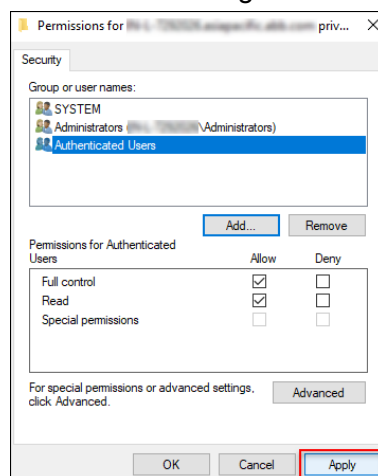 Permissions for priv...
Security
Group or user names:
SYSTEM
Administrators ( \Administrators)
Authenticated Users
Add... Remove
Permissions for Authenticated
Users Allow Deny
Full control
Read
Special permissions
For special permissions or advanced settings,
click Advanced.
Advanced
OK Cancel Apply